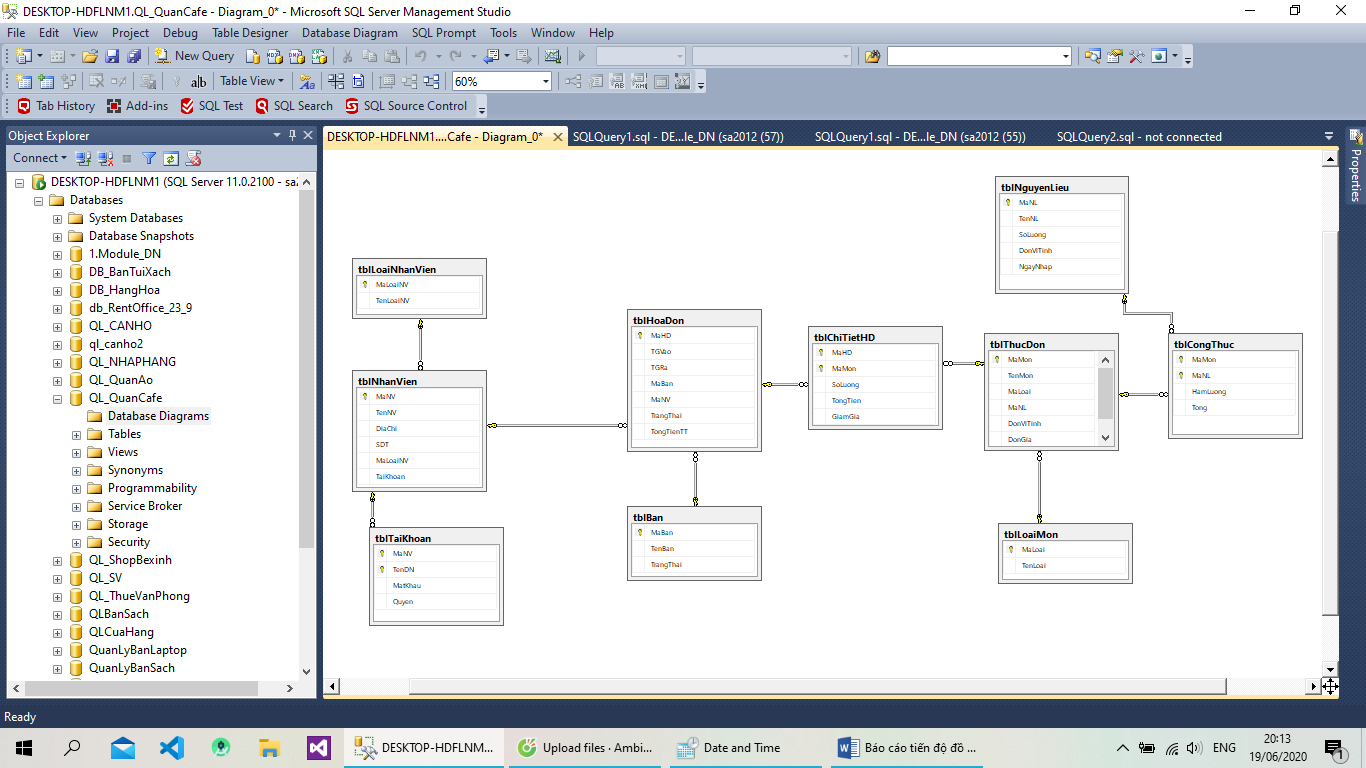 DESKTOP-HDFLNM1.QL_QuanCafe - Diagram_0* - Microsoft SQL Server Management Studio
File Edit View Project Debug Table Designer Database Diagram SQL Prompt Tools Window Help
New Query
Table View 60%
Tab History Add-ins SQL Test SQL Search SQL Source Control
Object Explorer
DESKTOP-HDFLNM1....Cafe - Diagram_0* SQLQuery1.sql - DE...le_DN (sa2012 (57)) SQLQuery1.sql - DE...le_DN (sa2012 (55)) SQLQuery2.sql - not connected
Properties
Connect
DESKTOP-HDFLNM1 (SQL Server 11.0.2100 - sa2
Databases
System Databases
Database Snapshots
1.Module_DN
DB_BanTuiXach
DB_HangHoa
db_RentOffice_23_9
QL_CANHO
ql_canho2
QL_NHAPHANG
QL_QuanAo
QL_QuanCafe
Database Diagrams
Tables
Views
Synonyms
Programmability
Service Broker
Storage
Security
QL_ShopBexinh
QL_SV
QL_ThueVanPhong
QLBanSach
QLCuaHang
QuanLyBanLaptop
QuanLyBanSach
tblLoaiNhanVien
MaLoaiNV
TenLoaiNV
tblNhanVien
MaNV
TenNV
DiaChi
SDT
MaLoaiNV
TaiKhoan
tblTaiKhoan
MaNV
TenDN
MatKhau
Quyen
tblHoaDon
MaHD
TGVao
TGRa
MaBan
MaNV
TrangThai
TongTienTT
tblBan
MaBan
TenBan
TrangThai
tblChiTietHD
MaHD
MaMon
SoLuong
TongTien
GiamGia
tblNguyenLieu
MaNL
TenNL
SoLuong
DonViTinh
NgayNhap
tblThucDon
MaMon
TenMon
MaLoai
MaNL
DonViTinh
DonGia
tblCongThuc
MaMon
MaNL
HamLuong
Tong
tblLoaiMon
MaLoai
TenLoai
Ready
DESKTOP-HDFLNM... Upload files · Ambi... Date and Time Báo cáo tiến độ đồ ...
ENG
20:13
19/06/2020
1